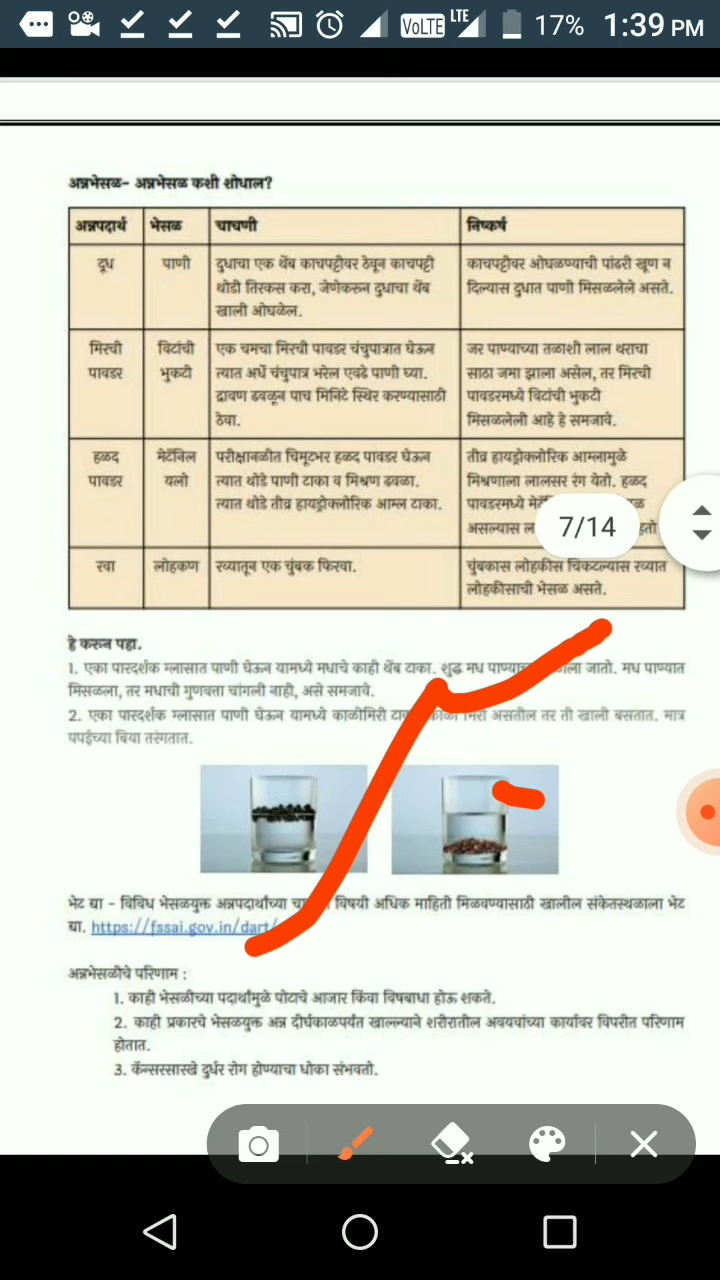 VoLTE LTE 17% 1:39 PM
अन्नभेसळ- अन्नभेसळ कशी शोधाल?
अन्नपदार्थ भेसळ चाचणी निष्कर्ष
दूध पाणी दुधाचा एक थेंब काचपट्टीवर ठेवून काचपट्टी काचपट्टीवर ओघळण्याची पांढरी खूण न
थोडी तिरकस करा, जेणेकरून दुधाचा थेंब दिल्यास दुधात पाणी मिसळलेले असते.
खाली ओघळेल.
मिरची विटांची एक चमचा मिरची पावडर चंचुपात्रात घेऊन जर पाण्याच्या तळाशी लाल थराचा
पावडर भुकटी त्यात अर्धे चंचुपात्र भरेल एवढे पाणी घ्या. साठा जमा झाला असेल, तर मिरची
द्रावण ढवळून पाच मिनिटे स्थिर करण्यासाठी पावडरमध्ये विटांची भुकटी
ठेवा. मिसळलेली आहे हे समजावे.
हळद मेटॅनिल परीक्षानळीत चिमूटभर हळद पावडर घेऊन तीव्र हायड्रोक्लोरिक आम्लामुळे
पावडर यलो त्यात थोडे पाणी टाका व मिश्रण ढवळा. मिश्रणाला लालसर रंग येतो. हळद
त्यात थोडे तीव्र हायड्रोक्लोरिक आम्ल टाका. पावडरमध्ये
असल्यास
7/14
रवा लोहकण रव्यातून एक चुंबक फिरवा. चुंबकास लोहकीस चिकटल्यास रव्यात
लोहकीसाची भेसळ असते.
हे करून पहा.
1. एका पारदर्शक ग्लासात पाणी घेऊन यामध्ये मधाचे काही थेंब टाका. शुद्ध मध जातो. मध पाण्यात
मिसळला, तर मधाची गुणवत्ता चांगली नाही, असे समजावे.
2. एका पारदर्शक ग्लासात पाणी घेऊन यामध्ये काळीमिरी असतील तर ती खाली बसतात. मात्र
पपईच्या बिया तरंगतात.
भेट द्या - विविध भेसळयुक्त अन्नपदार्थांच्या विषयी अधिक माहिती मिळवण्यासाठी खालील संकेतस्थळाला भेट
द्या. https://fssai.gov.in/dart/
अन्नभेसळीचे परिणाम :
1. काही भेसळीच्या पदार्थांमुळे पोटाचे आजार किंवा विषबाधा होऊ शकते.
2. काही प्रकारचे भेसळयुक्त अन्न दीर्घकाळपर्यंत खाल्ल्याने शरीरातील अवयवांच्या कार्यावर विपरीत परिणाम
होतात.
3. कॅन्सरसारखे दुर्धर रोग होण्याचा धोका संभवतो.